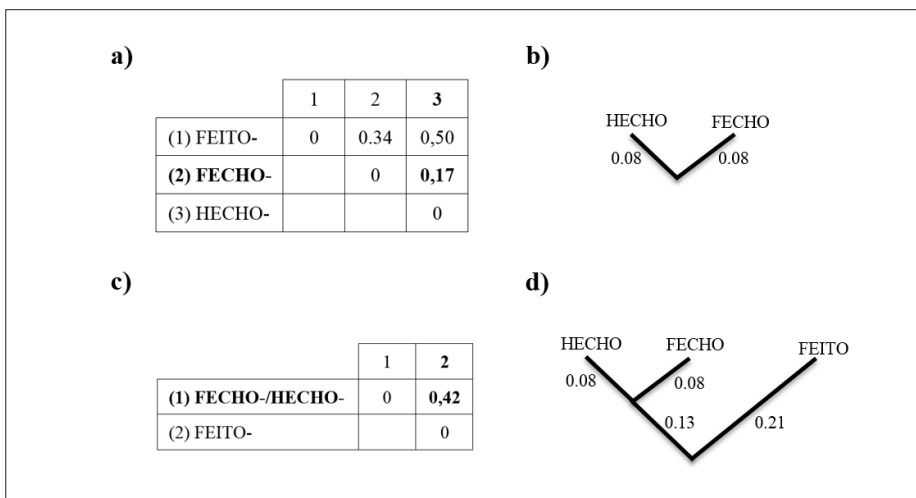 a)
1 2 3
(1) FEITO- 0 0.34 0,50
(2) FECHO- 0 0,17
(3) HECHO- 0
b)
HECHO FECHO
0.08 0.08
c)
1 2
(1) FECHO-/HECHO- 0 0,42
(2) FEITO- 0
d)
HECHO FECHO FEITO
0.08 0.08
0.13 0.21